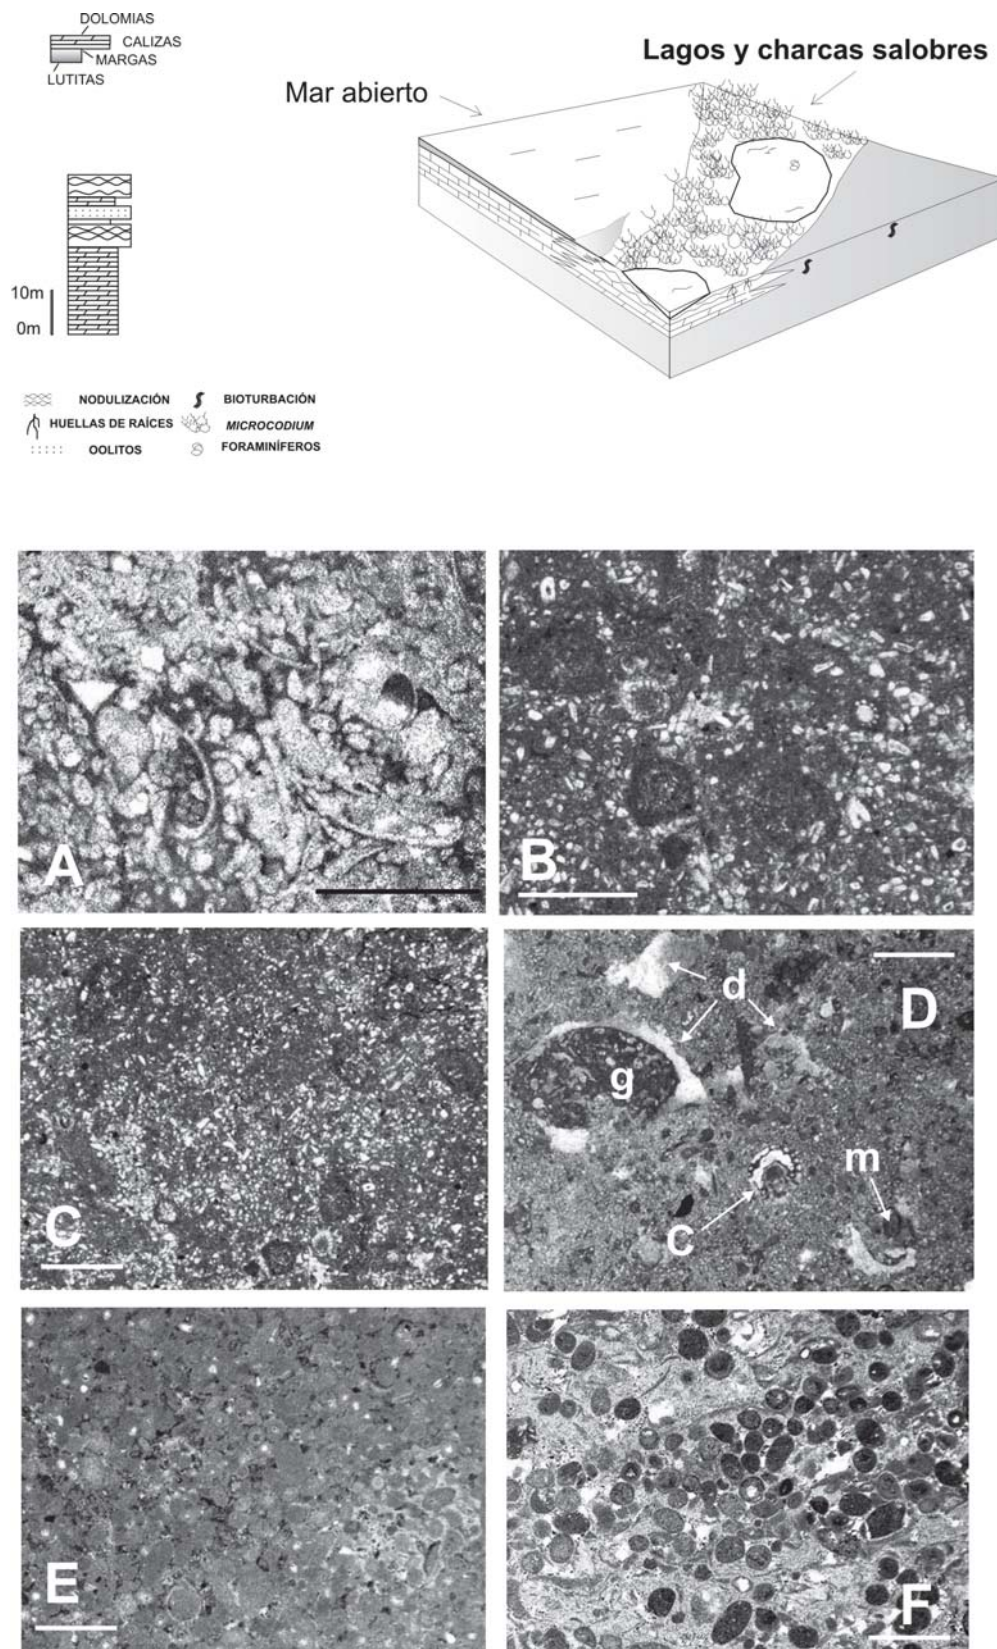 DOLOMIAS
CALIZAS
MARGAS
LUTITAS
Lagos y charcas salobres
Mar abierto
10m
0m
NODULIZACIÓN
BIOTURBACIÓN
HUELLAS DE RAÍCES
MICROCODIUM
OOLITOS
FORAMINÍFEROS
A
B
C
D
d
g
m
C
E
F